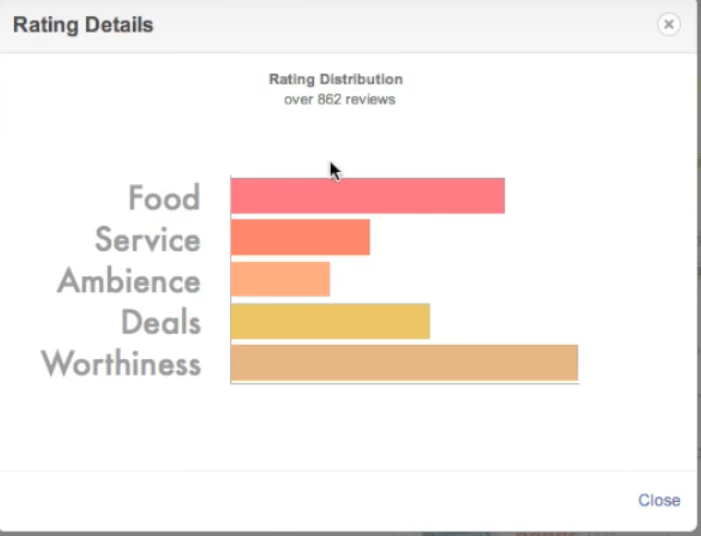 Rating Details
Rating Distribution
over 862 reviews
Food
Service
Ambience
Deals
Worthiness
Close